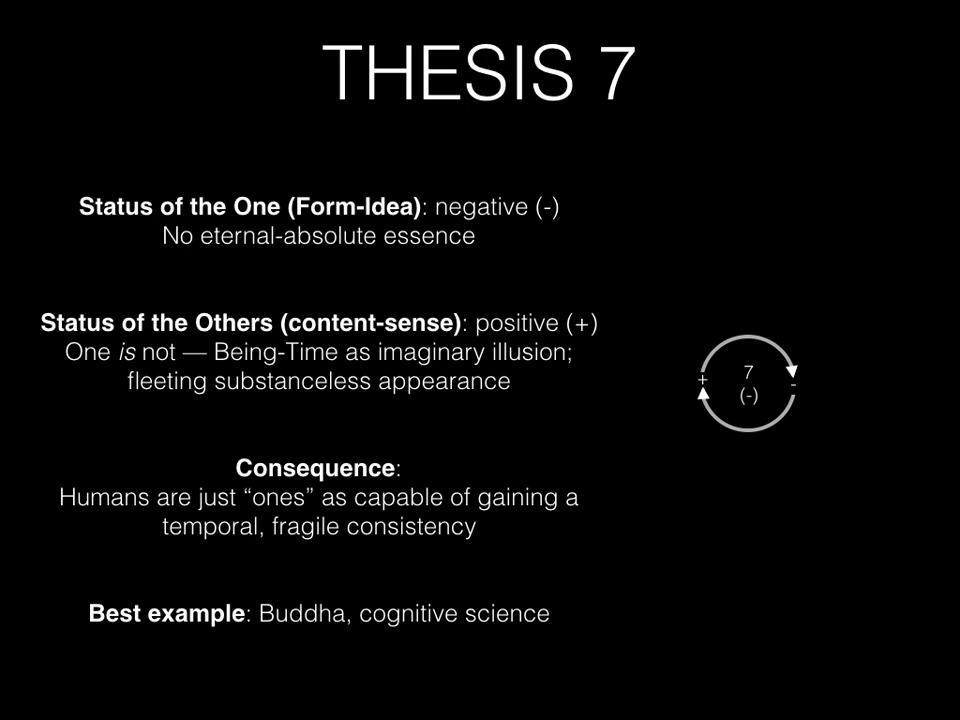 THESIS 7
Status of the One (Form-Idea): negative (-)
No eternal-absolute essence
Status of the Others (content-sense): positive (+)
One is not — Being-Time as imaginary illusion;
fleeting substanceless appearance
Consequence:
Humans are just “ones” as capable of gaining a
temporal, fragile consistency
Best example: Buddha, cognitive science
7
+ -
(-)